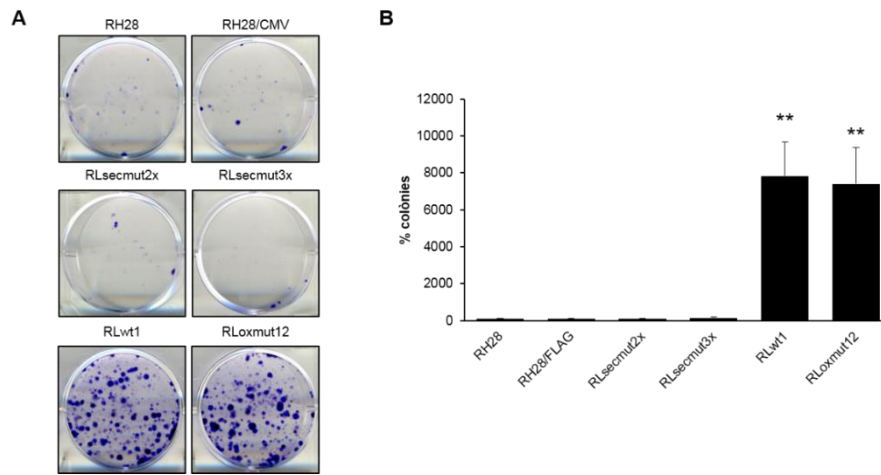 A
RH28
RH28/CMV
RLsecmut2x
RLsecmut3x
RLwt1
RLoxmut12
B
12000
10000
8000
6000
4000
2000
0
% colònies
**
**
RH28
RH28/FLAG
RLsecmut2x
RLsecmut3x
RLwt1
RLoxmut12